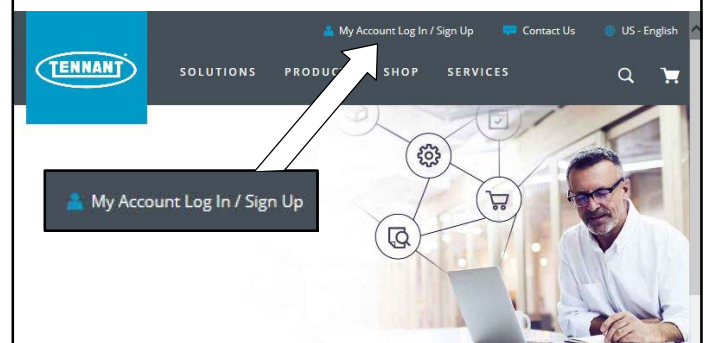 My Account Log In / Sign Up Contact Us US - English
TENNANT
SOLUTIONS SHOP SERVICES
My Account Log In / Sign Up